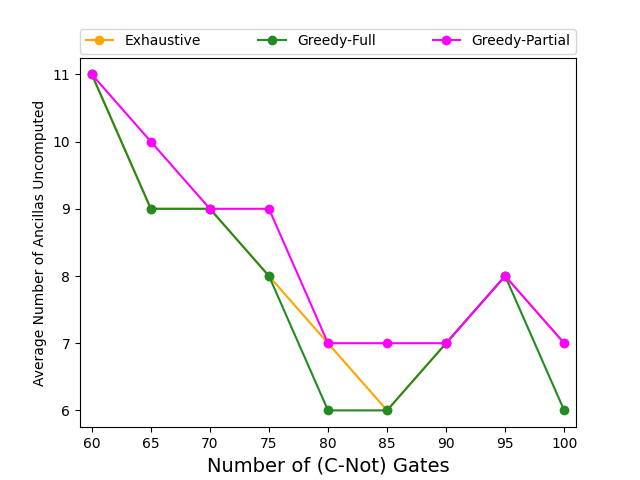 Exhaustive Greedy-Full Greedy-Partial
11
10
9
8
7
6
Average Number of Ancillas Uncomputed
60 65 70 75 80 85 90 95 100
Number of (C-Not) Gates